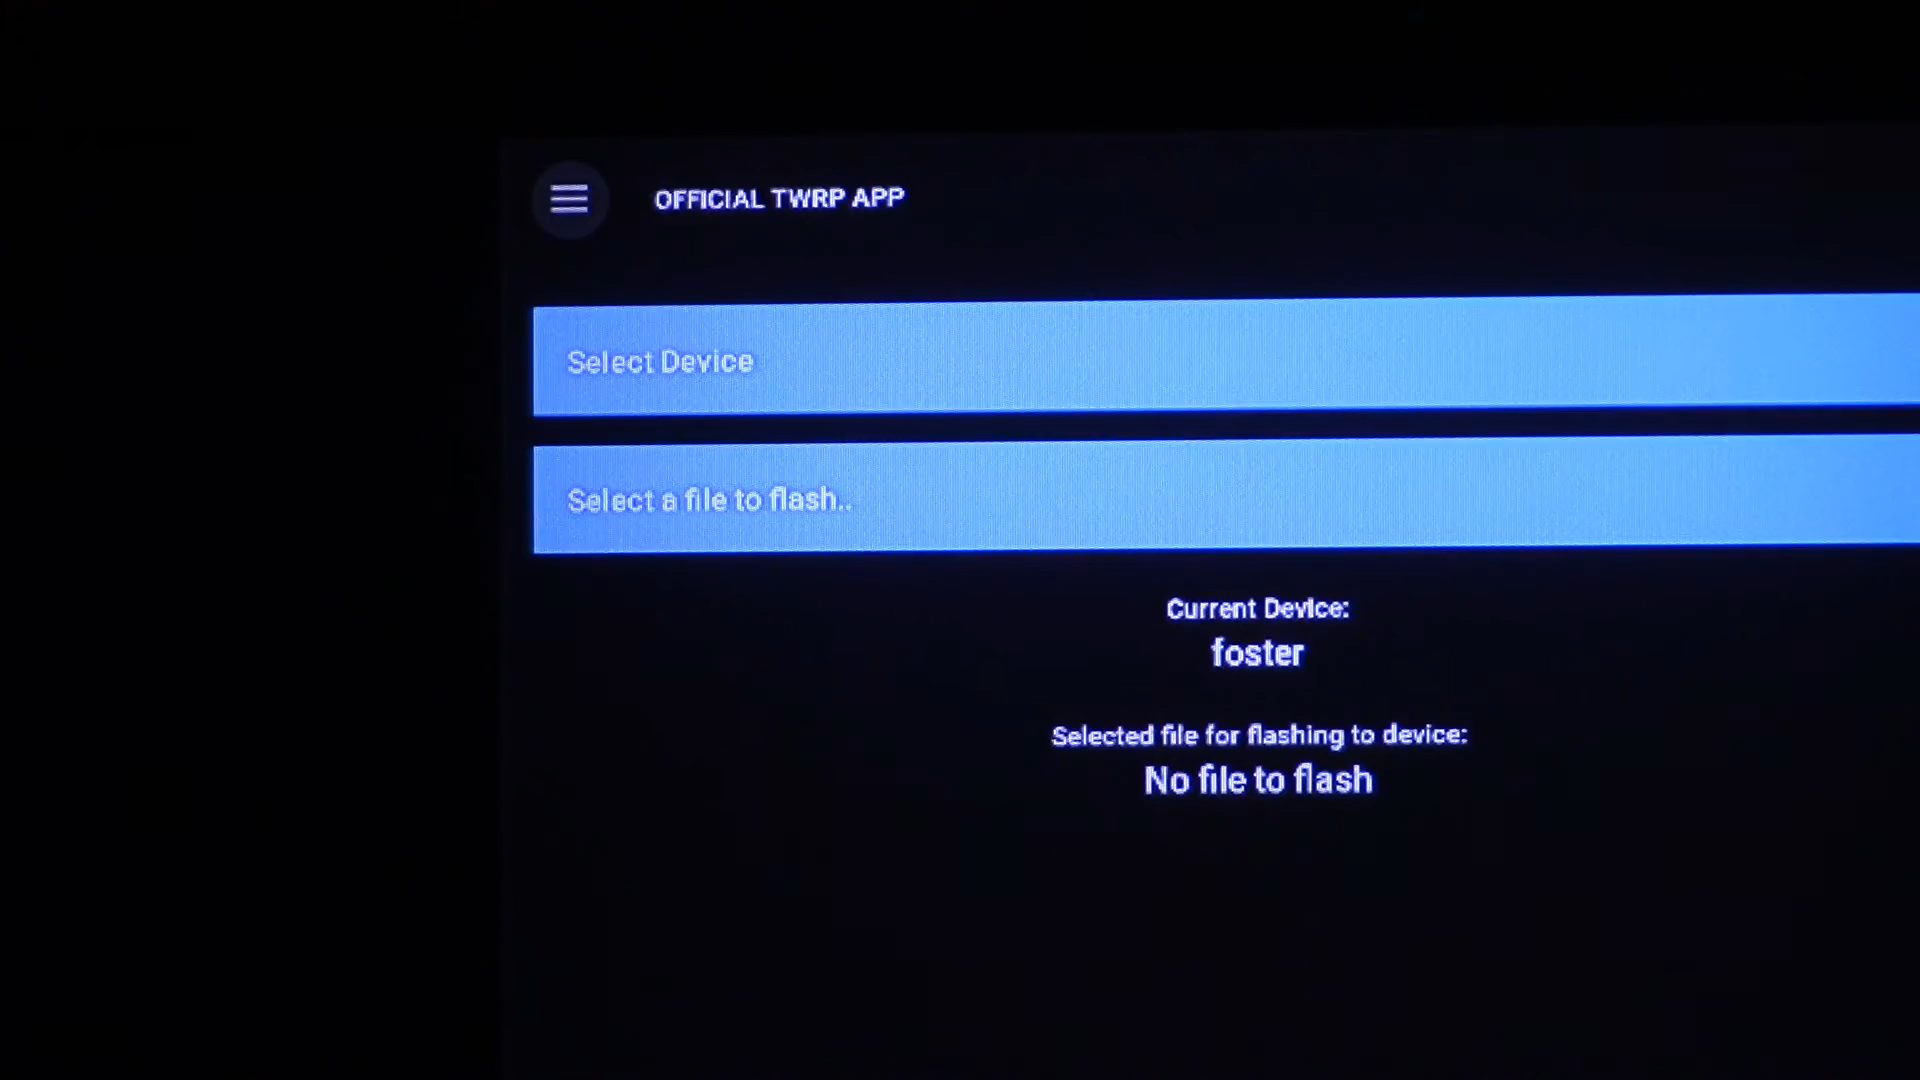 OFFICIAL TWRP APP
Select Device
Select a file to flash..
Current Device:
foster
Selected file for flashing to device:
No file to flash